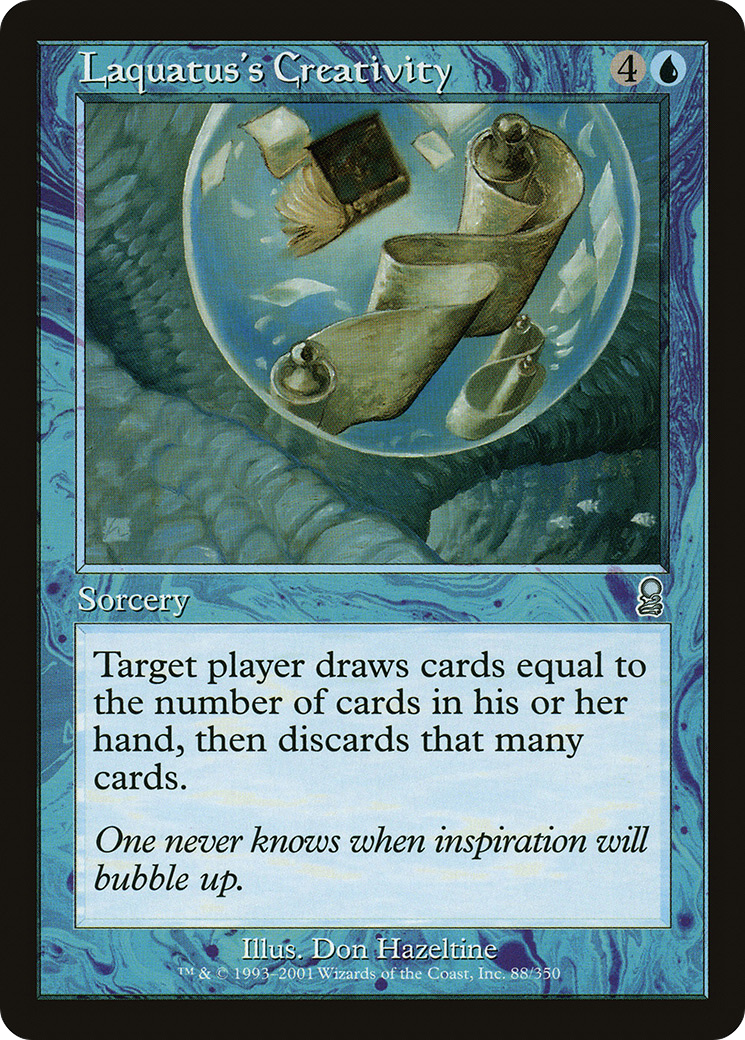 Laquatus's Creativity 4
Sorcery
Target player draws cards equal to
the number of cards in his or her
hand, then discards that many
cards.
One never knows when inspiration will
bubble up.
Illus. Don Hazeltine
™ & © 1993–2001 Wizards of the Coast, Inc. 88/350